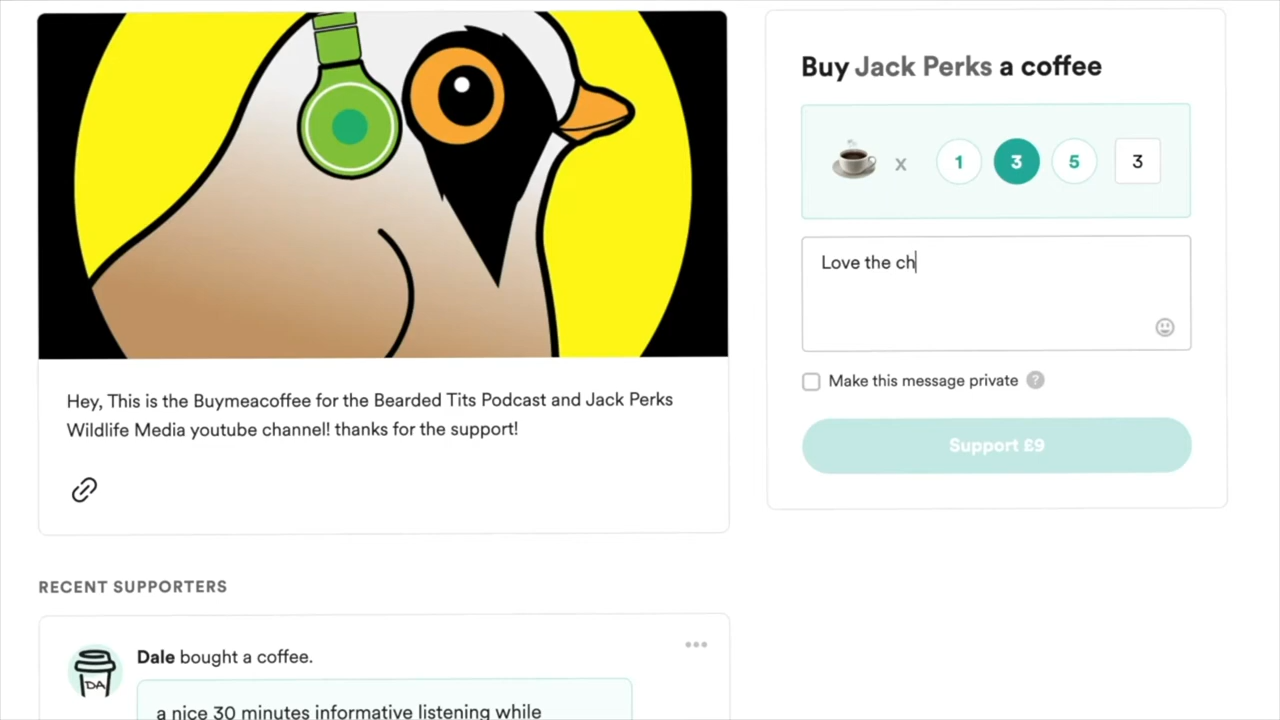 Buy Jack Perks a coffee
x 1 3 5 3
Love the ch
Make this message private ?
Support £9
Hey, This is the Buymeacoffee for the Bearded Tits Podcast and Jack Perks
Wildlife Media youtube channel! thanks for the support!
RECENT SUPPORTERS
Dale bought a coffee.
DA
a nice 30 minutes informative listening while